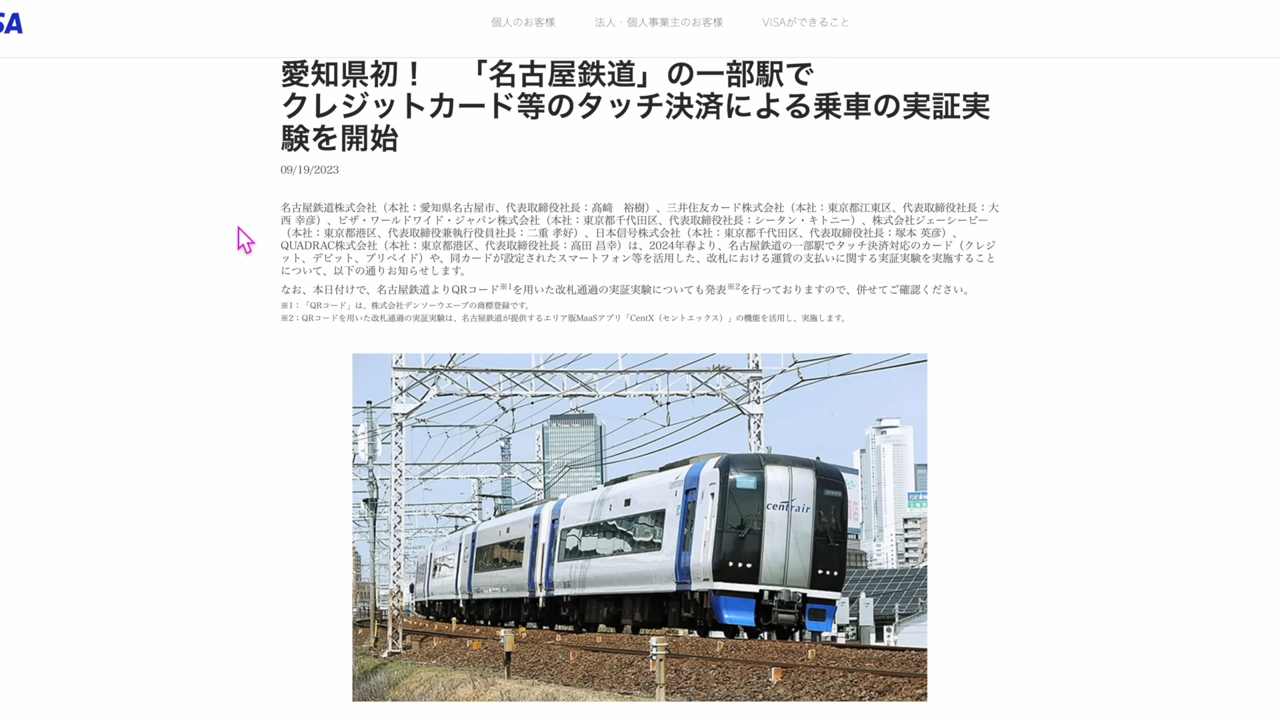 SA
個人のお客様 法人・個人事業主のお客様 VISAができること
愛知県初！　「名古屋鉄道」の一部駅で
クレジットカード等のタッチ決済による乗車の実証実
験を開始
09/19/2023
名古屋鉄道株式会社（本社：愛知県名古屋市、代表取締役社長：髙﨑　裕樹）、三井住友カード株式会社（本社：東京都江東区、代表取締役社長：大
西 幸彦）、ビザ・ワールドワイド・ジャパン株式会社（本社：東京都千代田区、代表取締役社長：シータン・キトニー）、株式会社ジェーシービー
（本社：東京都港区、代表取締役兼執行役員社長：二重 孝好）、日本信号株式会社（本社：東京都千代田区、代表取締役社長：塚本 英彦）、
QUADRAC株式会社（本社：東京都港区、代表取締役社長：高田 昌幸）は、2024年春より、名古屋鉄道の一部駅でタッチ決済対応のカード（クレジ
ット、デビット、プリペイド）や、同カードが設定されたスマートフォン等を活用した、改札における運賃の支払いに関する実証実験を実施すること
について、以下の通りお知らせします。
なお、本日付けで、名古屋鉄道よりQRコード※1を用いた改札通過の実証実験についても発表※2を行っておりますので、併せてご確認ください。
※1：「QRコード」は、株式会社デンソーウエーブの商標登録です。
※2：QRコードを用いた改札通過の実証実験は、名古屋鉄道が提供するエリア版MaaSアプリ「CentX（セントエックス）」の機能を活用し、実施します。
centrair